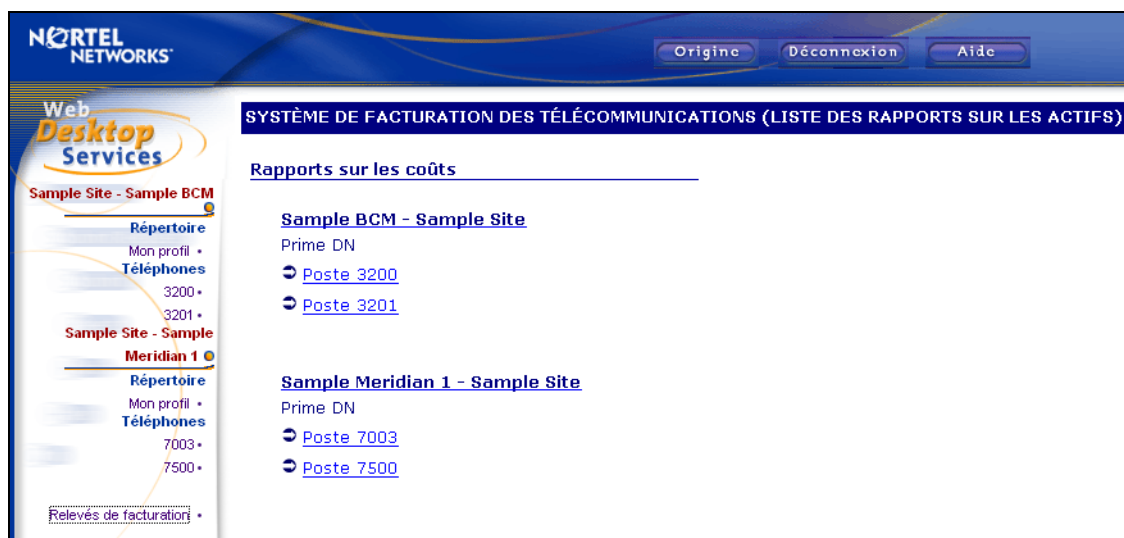 NORTEL
NETWORKS
Origine
Déconnexion
Aide
Web
Desktop
Services
Sample Site - Sample BCM
Répertoire
Mon profil
Téléphones
3200
3201
Sample Site - Sample
Meridian 1
Répertoire
Mon profil
Téléphones
7003
7500
Relevés de facturation
SYSTÈME DE FACTURATION DES TÉLÉCOMMUNICATIONS (LISTE DES RAPPORTS SUR LES ACTIFS)
Rapports sur les coûts
Sample BCM - Sample Site
Prime DN
Poste 3200
Poste 3201
Sample Meridian 1 - Sample Site
Prime DN
Poste 7003
Poste 7500